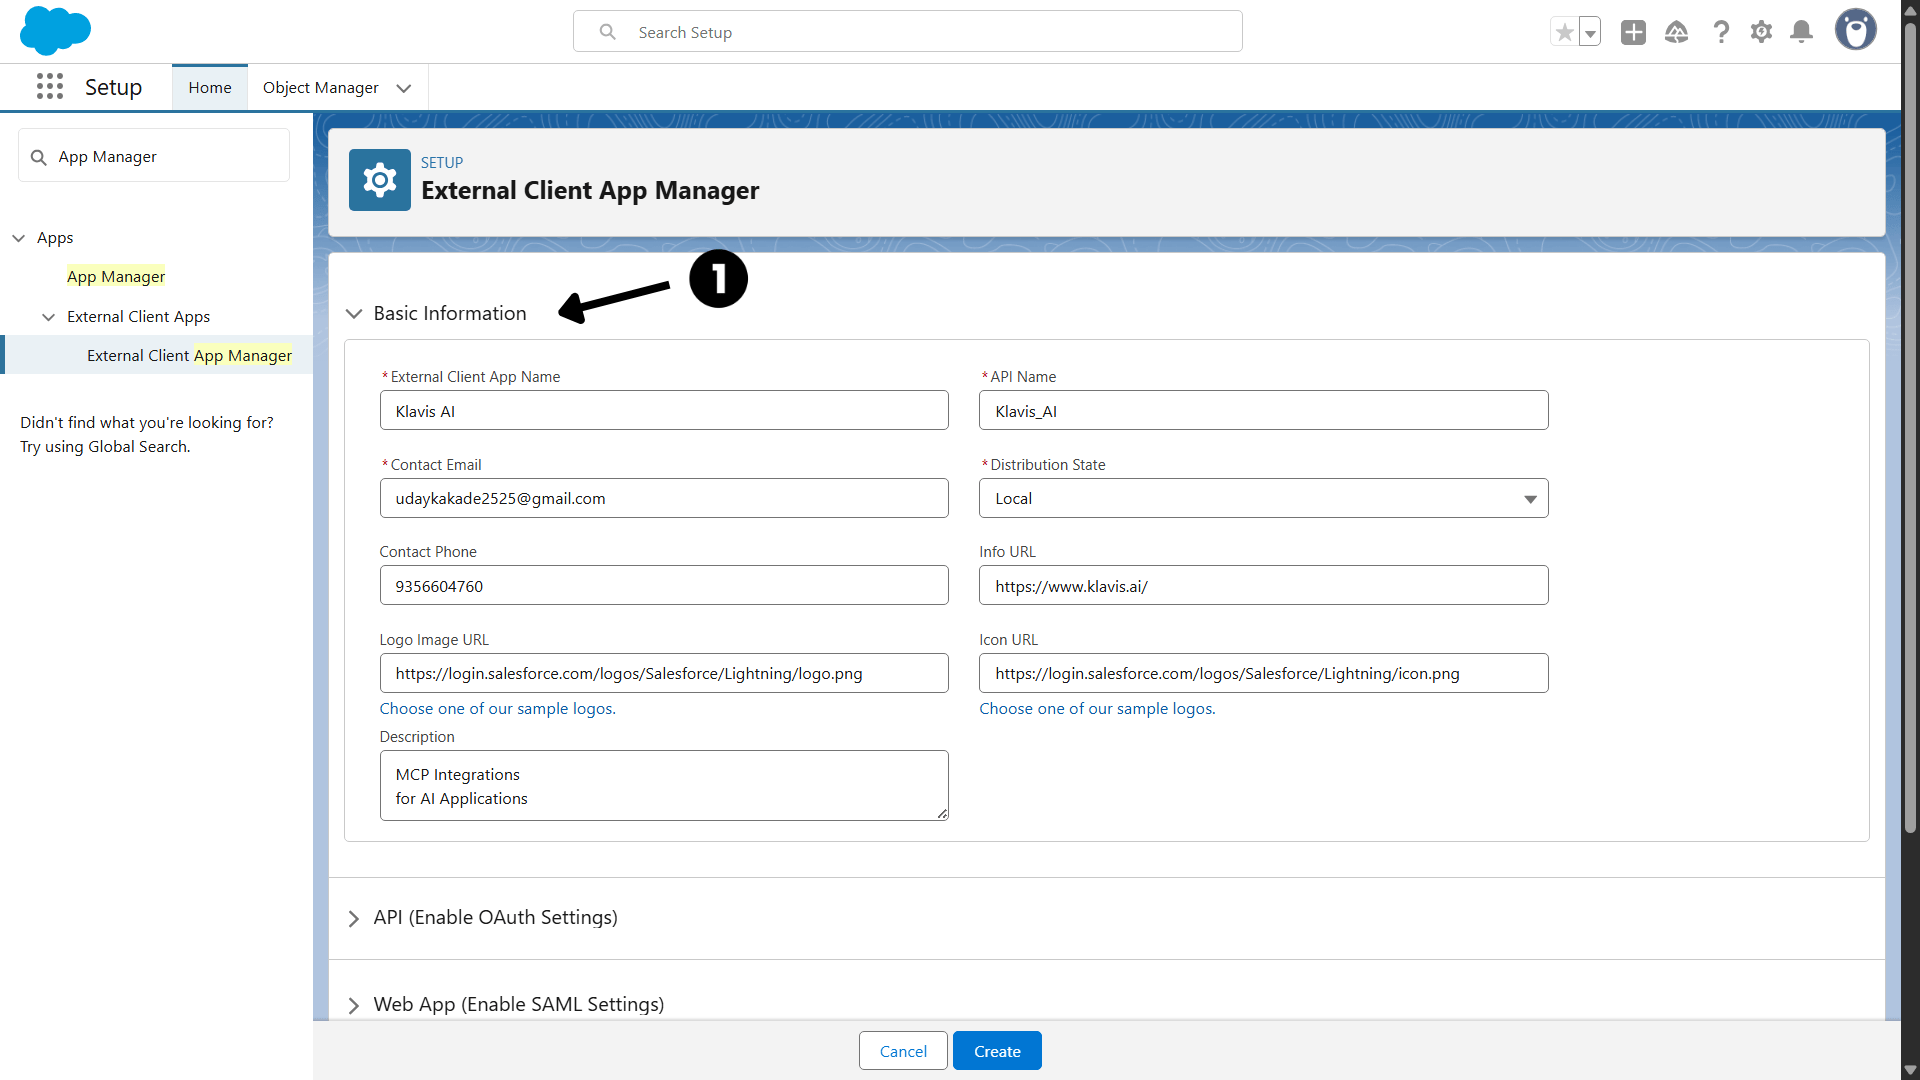 Search Setup
Setup
Home
Object Manager
App Manager
Apps
App Manager
External Client Apps
External Client App Manager
Didn't find what you're looking for?
Try using Global Search.
SETUP
External Client App Manager
1
Basic Information
*External Client App Name
*API Name
Klavis AI
Klavis_AI
*Contact Email
*Distribution State
udaykakade2525@gmail.com
Local
Contact Phone
Info URL
9356604760
https://www.klavis.ai/
Logo Image URL
Icon URL
https://login.salesforce.com/logos/Salesforce/Lightning/logo.png
https://login.salesforce.com/logos/Salesforce/Lightning/icon.png
Choose one of our sample logos.
Choose one of our sample logos.
Description
MCP Integrations
for AI Applications
API (Enable OAuth Settings)
Web App (Enable SAML Settings)
Cancel
Create